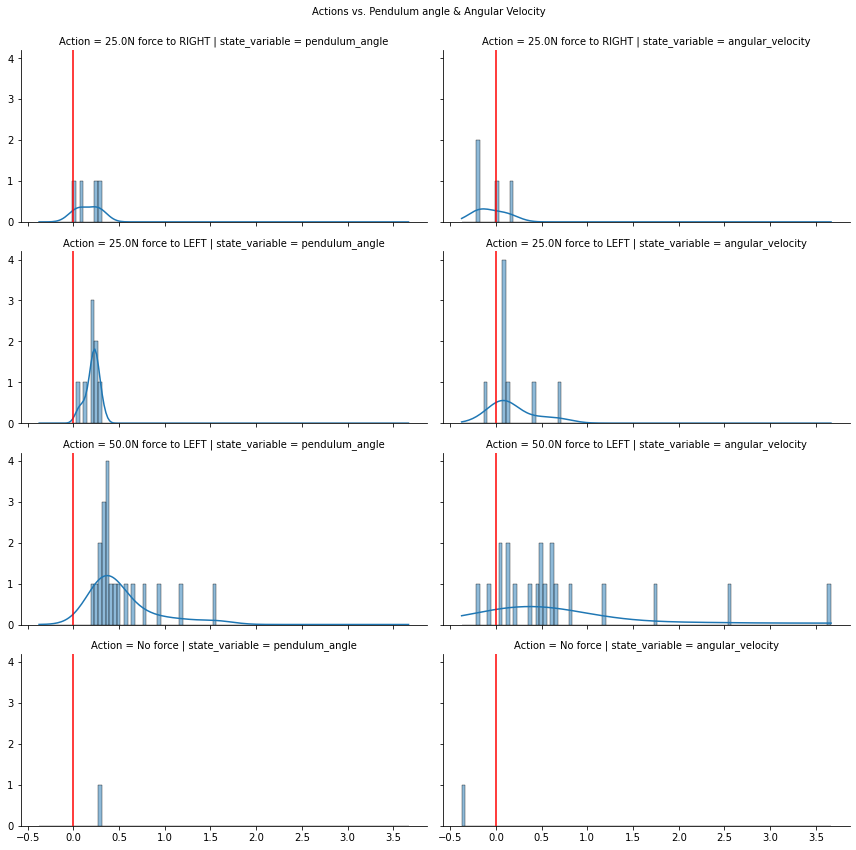 Actions vs. Pendulum angle & Angular Velocity
Action = 25.0N force to RIGHT | state_variable = pendulum_angle
Action = 25.0N force to RIGHT | state_variable = angular_velocity
4
3
2
1
0
Action = 25.0N force to LEFT | state_variable = pendulum_angle
Action = 25.0N force to LEFT | state_variable = angular_velocity
4
3
2
1
0
Action = 50.0N force to LEFT | state_variable = pendulum_angle
Action = 50.0N force to LEFT | state_variable = angular_velocity
4
3
2
1
0
Action = No force | state_variable = pendulum_angle
Action = No force | state_variable = angular_velocity
4
3
2
1
0
−0.5 0.0 0.5 1.0 1.5 2.0 2.5 3.0 3.5
−0.5 0.0 0.5 1.0 1.5 2.0 2.5 3.0 3.5